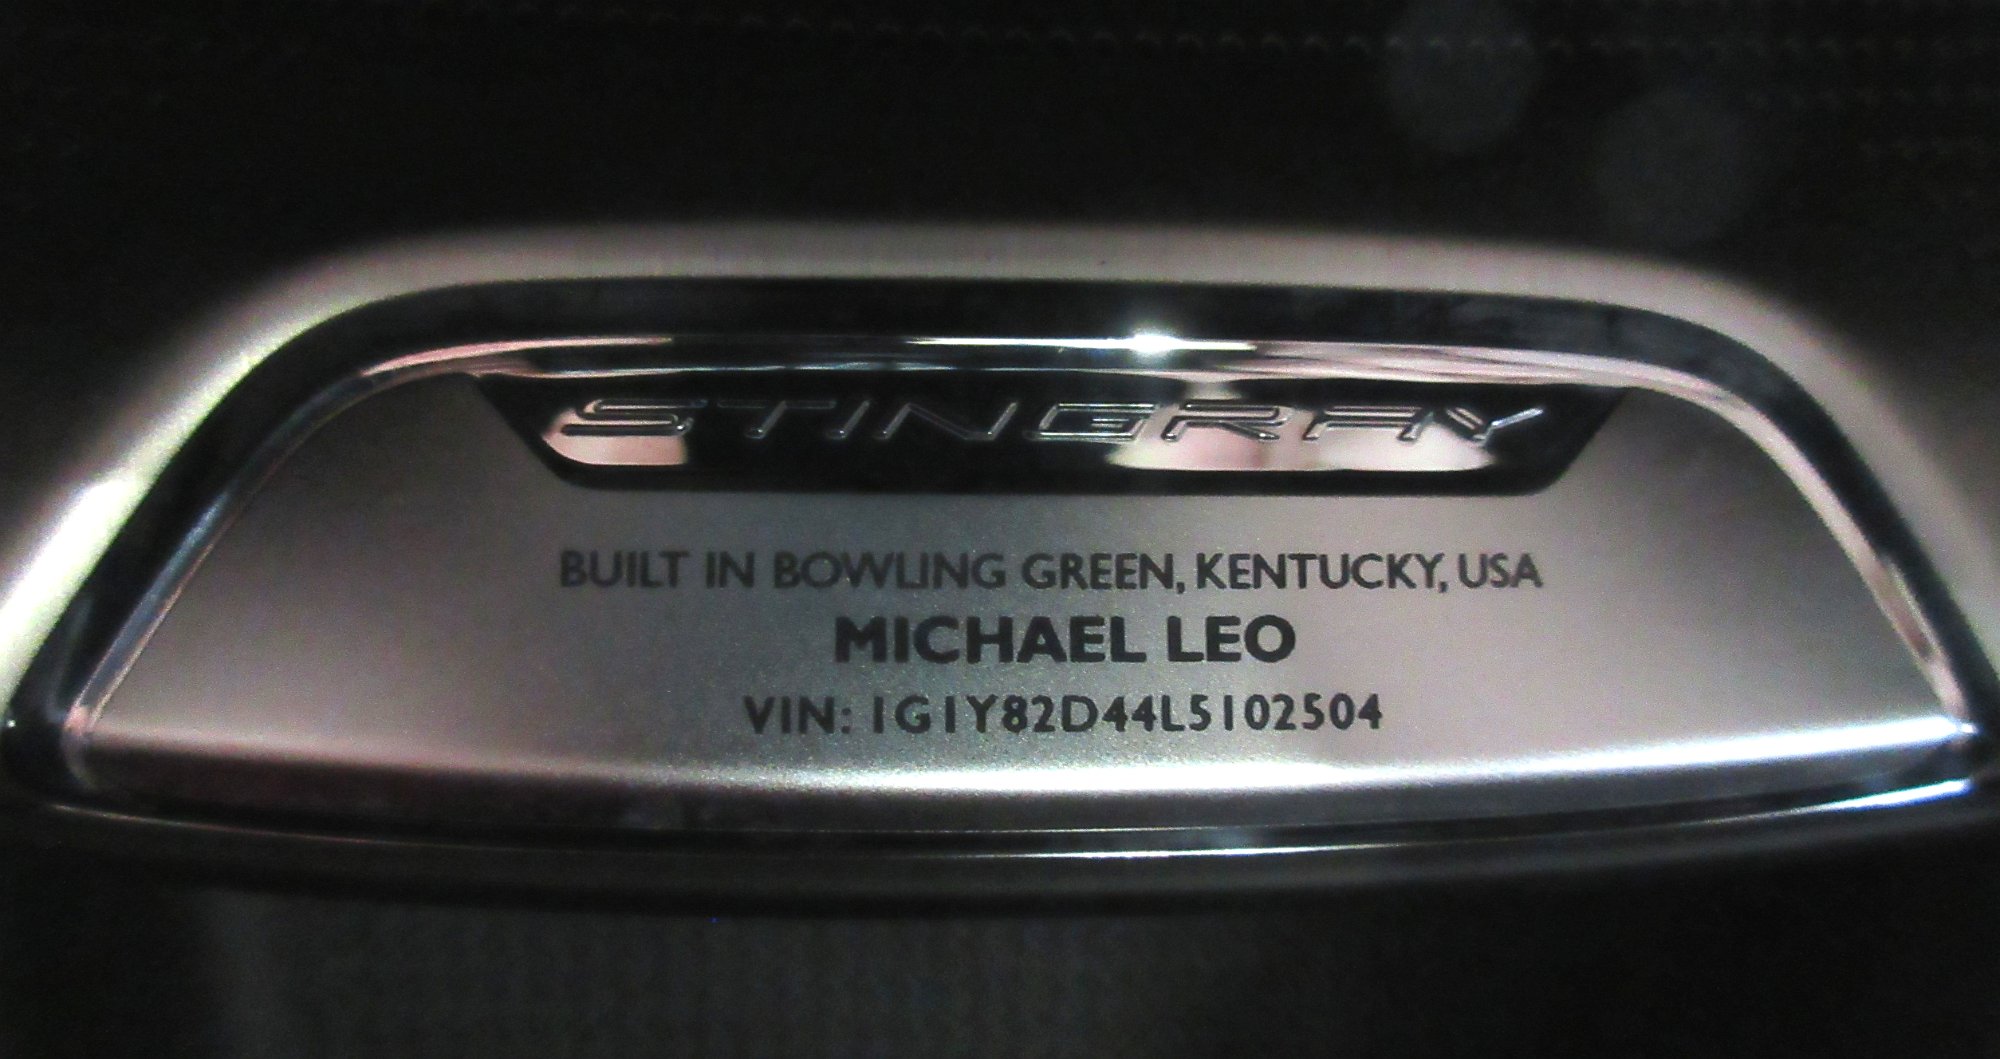 STINGRAY
BUILT IN BOWLING GREEN, KENTUCKY, USA
MICHAEL LEO
VIN: 1G1Y82D44L5102504